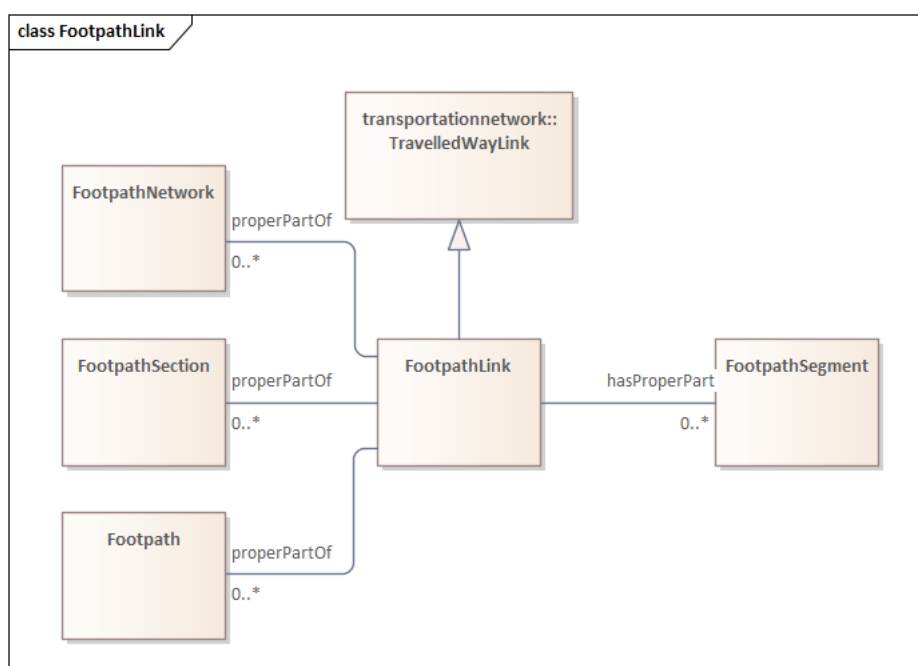 class FootpathLink
transportationnetwork::
TravelledWayLink
FootpathNetwork
properPartOf
0..*
FootpathSection
properPartOf
0..*
FootpathLink
hasProperPart
0..*
FootpathSegment
Footpath
properPartOf
0..*